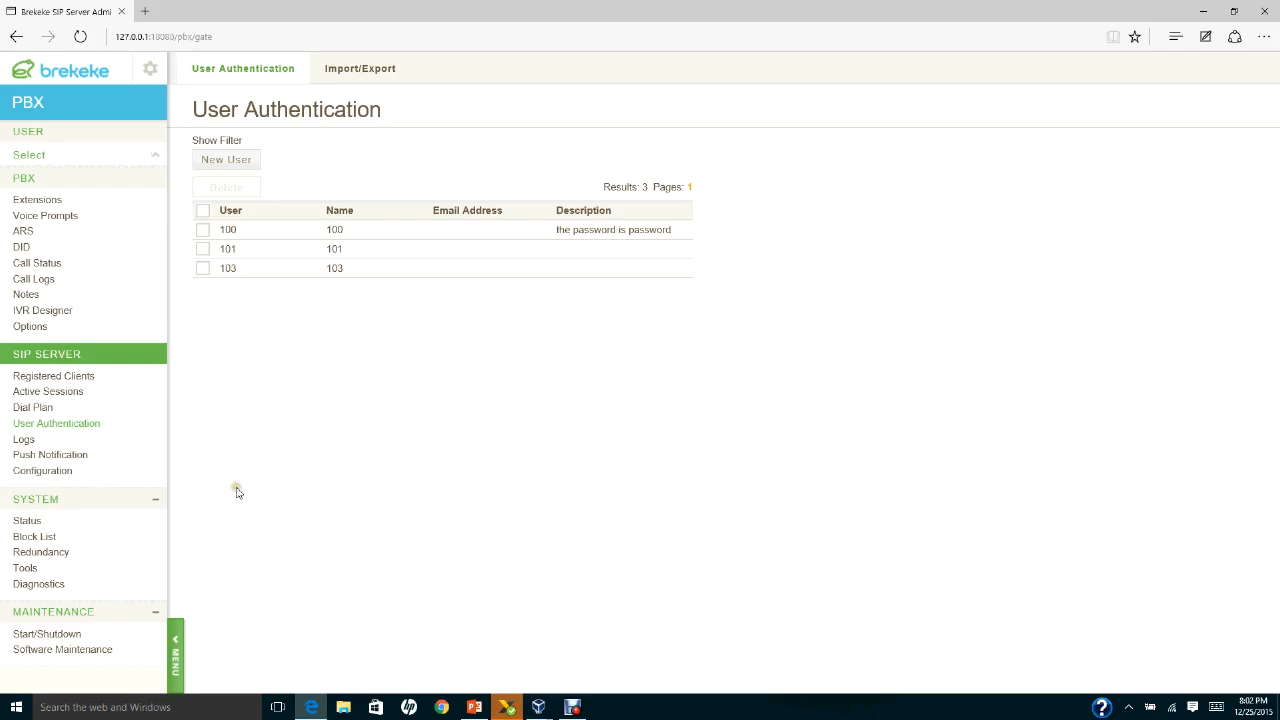 Brekeke SIP Server Admi
127.0.0.1:18080/pbx/gate
brekeke
User Authentication
Import/Export
PBX
User Authentication
USER
Show Filter
Select
New User
PBX
Delete
Results: 3 Pages: 1
Extensions
Voice Prompts
ARS
DID
Call Status
Call Logs
Notes
IVR Designer
Options
User Name Email Address Description
100 100 the password is password
101 101
103 103
SIP SERVER
Registered Clients
Active Sessions
Dial Plan
User Authentication
Logs
Push Notification
Configuration
SYSTEM
Status
Block List
Redundancy
Tools
Diagnostics
MAINTENANCE
Start/Shutdown
Software Maintenance
MENU
Search the web and Windows
8:02 PM
12/25/2015